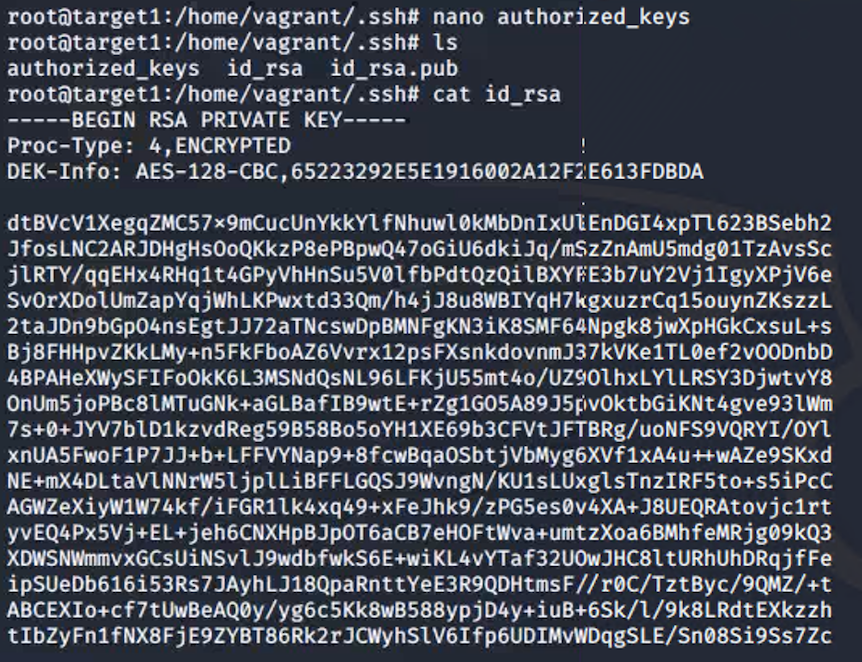 root@target1:/home/vagrant/.ssh# nano authorized_keys
root@target1:/home/vagrant/.ssh# ls
authorized_keys  id_rsa  id_rsa.pub
root@target1:/home/vagrant/.ssh# cat id_rsa
-----BEGIN RSA PRIVATE KEY-----
Proc-Type: 4,ENCRYPTED
DEK-Info: AES-128-CBC,65223292E5E1916002A12F2E613FDBDA
dtBVcV1XegqZMC57×9mCucUnYkkYlfNhuwl0kMbDnIxUlEnDGI4xpTl623BSebh2
JfosLNC2ARJDHgHsOoQKkzP8ePBpwQ47oGiU6dkiJq/mSzZnAmU5mdg01TzAvsSc
jlRTY/qqEHx4RHq1t4GPyVhHnSu5V0lfbPdtQzQilBXYFE3b7uY2Vj1IgyXPjV6e
SvOrXDolUmZapYqjWhLKPwxtd33Qm/h4jJ8u8WBIYqH7kgxuzrCq15ouynZKszzL
2taJDn9bGpO4nsEgtJJ72aTNcswDpBMNFgKN3iK8SMF64Npgk8jwXpHGkCxsuL+s
Bj8FHHpvZKkLMy+n5FkFboAZ6Vvrx12psFXsnkdovnmJ37kVKe1TL0ef2vOODnbD
4BPAHeXWySFIFoOkK6L3MSNdQsNL96LFKjU55mt4o/UZ9OlhxLYlLRSY3DjwtvY8
OnUm5joPBc8lMTuGNk+aGLBafIB9wtE+rZg1GO5A89J5pvOktbGiKNt4gve93lWm
7s+0+JYV7blD1kzvdReg59B58Bo5oYH1XE69b3CFVtJFTBRg/uoNFS9VQRYI/OYl
xnUA5FwoF1P7JJ+b+LFFVYNap9+8fcwBqaOSbtjVbMyg6XVf1xA4u++wAZe9SKxd
NE+mX4DLtaVlNNrW5ljplLiBFFLGQSJ9WvngN/KU1sLUxglsTnzIRF5to+s5iPcC
AGWZeXiyW1W74kf/iFGR1lk4xq49+xFeJhk9/zPG5es0v4XA+J8UEQRAtovjc1rt
yvEQ4Px5Vj+EL+jeh6CNXHpBJpOT6aCB7eHOFtWva+umtzXoa6BMhfeMRjg09kQ3
XDWSNWmmvxGCsUiNSvlJ9wdbfwkS6E+wiKL4vYTaf32UOwJHC8ltURhUhDRqjfFe
ipSUeDb616i53Rs7JAyhLJ18QpaRnttYeE3R9QDHtmsF//r0C/TztByc/9QMZ/+t
ABCEXIo+cf7tUwBeAQ0y/yg6c5Kk8wB588ypjD4y+iuB+6Sk/l/9k8LRdtEXkzzh
tIbZyFn1fNX8FjE9ZYBT86Rk2rJCWyhSlV6Ifp6UDIMvWDqgSLE/Sn08Si9Ss7Zc